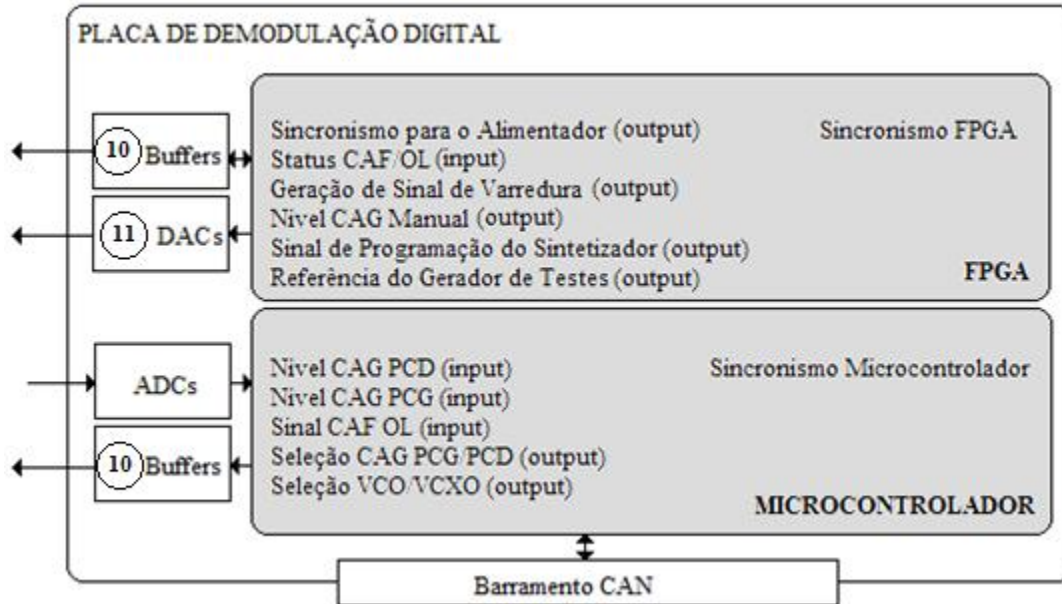 PLACA DE DEMODULAÇÃO DIGITAL
10 Buffers
11 DACs
Sincronismo para o Alimentador (output)
Status CAF/OL (input)
Geração de Sinal de Varredura (output)
Nivel CAG Manual (output)
Sinal de Programação do Sintetizador (output)
Referência do Gerador de Testes (output)
Sincronismo FPGA
FPGA
ADCs
10 Buffers
Nivel CAG PCD (input)
Nivel CAG PCG (input)
Sinal CAF OL (input)
Seleção CAG PCG/PCD (output)
Seleção VCO/VCXO (output)
Sincronismo Microcontrolador
MICROCONTROLADOR
Barramento CAN